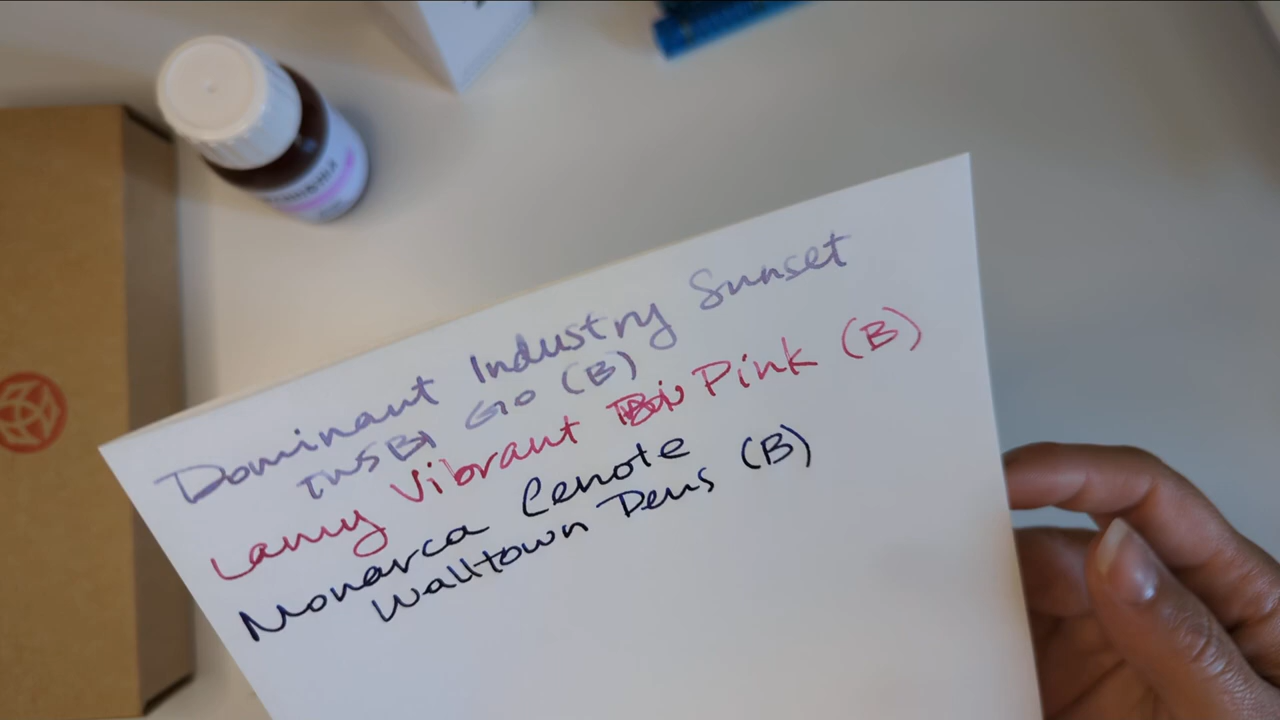 Dominant Industry Sunset
TWSBI Go (B)
Lamy Vibrant Pink (B)
Monarca Cenote
Walltown Pens (B)